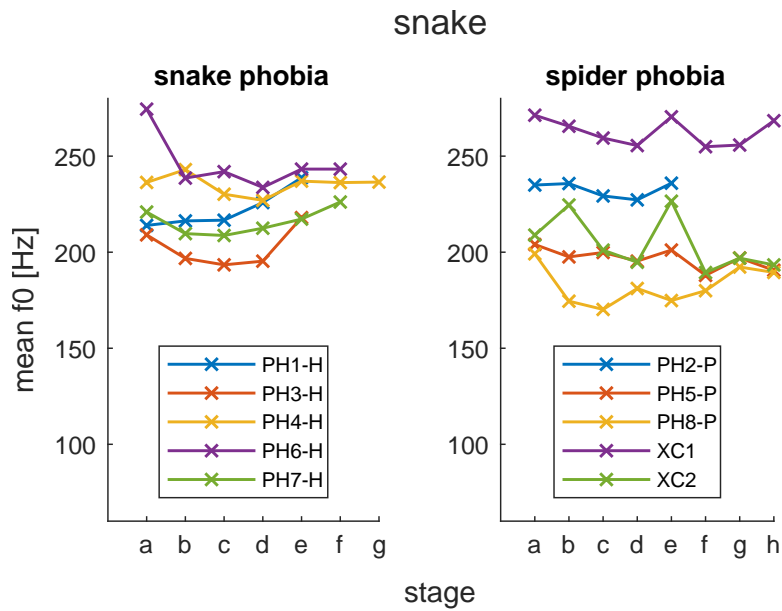 snake
snake phobia
spider phobia
mean f0 [Hz]
250
200
150
100
PH1-H
PH3-H
PH4-H
PH6-H
PH7-H
a b c d e f g
250
200
150
100
PH2-P
PH5-P
PH8-P
XC1
XC2
a b c d e f g h
stage